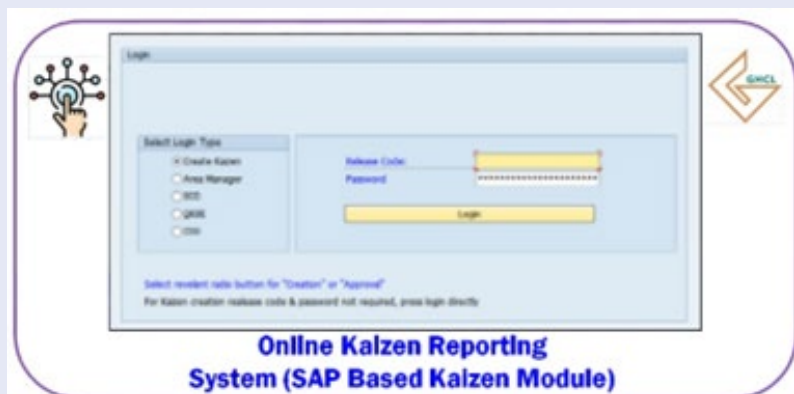 Login
GHCL
Select Login Type
Create Kaizen
Area Manager
Release Code:
Password
Login
Select revelant radio button for "Creation" or "Approval"
For Kaizen creation realease code & password not required, press login directly
Online Kaizen Reporting
System (SAP Based Kaizen Module)